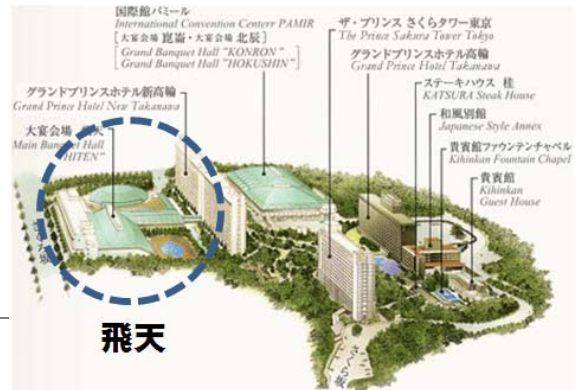 国際館パミール
International Convention Centerr PAMIR
[大宴会場 崑崙・大宴会場 北辰]
Grand Banquet Hall "KONRON"
Grand Banquet Hall "HOKUSHIN"
ザ・プリンス さくらタワー東京
The Prince Sakura Tower Tokyo
グランドプリンスホテル高輪
Grand Prince Hotel Takanawa
ステーキハウス 桂
KATSURA Steak House
和風別館
Japanese Style Annex
貴賓館ファウンテンチャペル
Kihinkan Fountain Chapel
貴賓館
Kihinkan
Guest House
グランドプリンスホテル新高輪
Grand Prince Hotel New Takanawa
大宴会場 飛天
Main Banquet Hall
"HITEN"
さくら坂
飛天